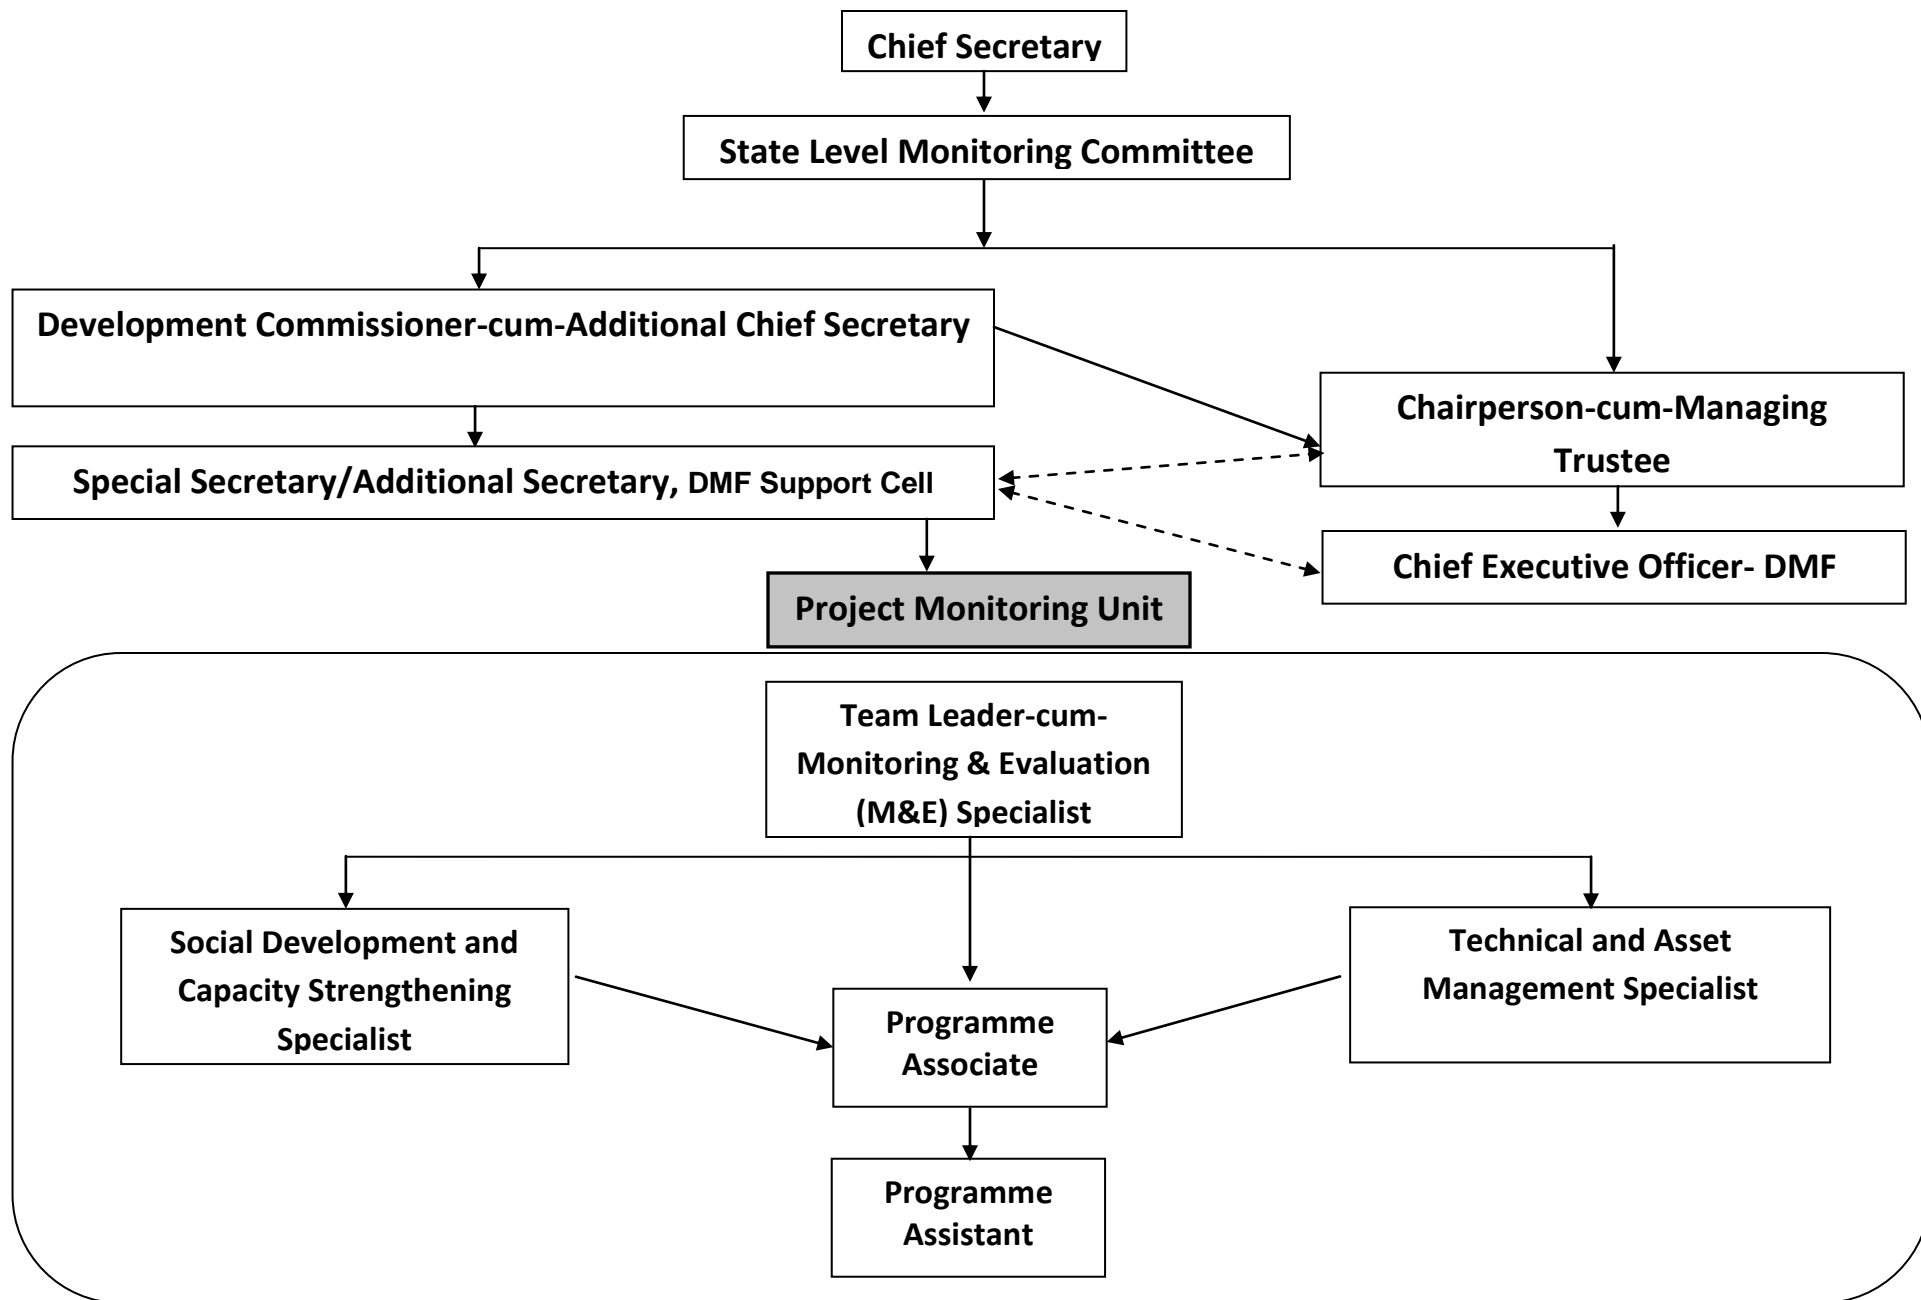 Chief Secretary
State Level Monitoring Committee
Development Commissioner-cum-Additional Chief Secretary
Chairperson-cum-Managing
Trustee
Special Secretary/Additional Secretary, DMF Support Cell
Chief Executive Officer- DMF
Project Monitoring Unit
Team Leader-cum-
Monitoring & Evaluation
(M&E) Specialist
Social Development and
Capacity Strengthening
Specialist
Technical and Asset
Management Specialist
Programme
Associate
Programme
Assistant